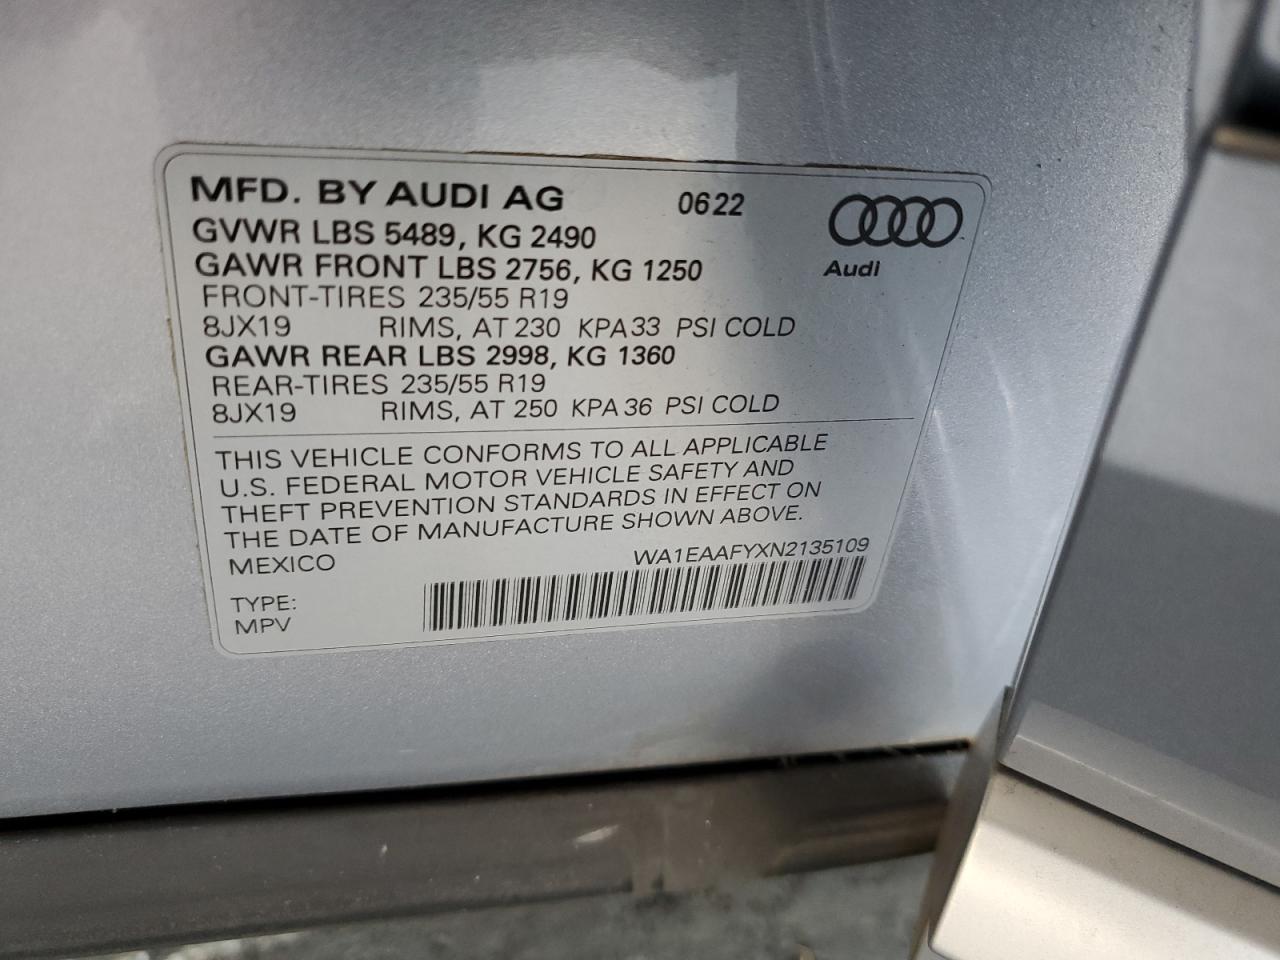 MFD. BY AUDI AG 0622
GVWR LBS 5489, KG 2490
GAWR FRONT LBS 2756, KG 1250
Audi
FRONT-TIRES 235/55 R19
8JX19 RIMS, AT 230 KPA 33 PSI COLD
GAWR REAR LBS 2998, KG 1360
REAR-TIRES 235/55 R19
8JX19 RIMS, AT 250 KPA 36 PSI COLD
THIS VEHICLE CONFORMS TO ALL APPLICABLE
U.S. FEDERAL MOTOR VEHICLE SAFETY AND
THEFT PREVENTION STANDARDS IN EFFECT ON
THE DATE OF MANUFACTURE SHOWN ABOVE.
MEXICO WA1EAAFYXN2135109
TYPE:
MPV